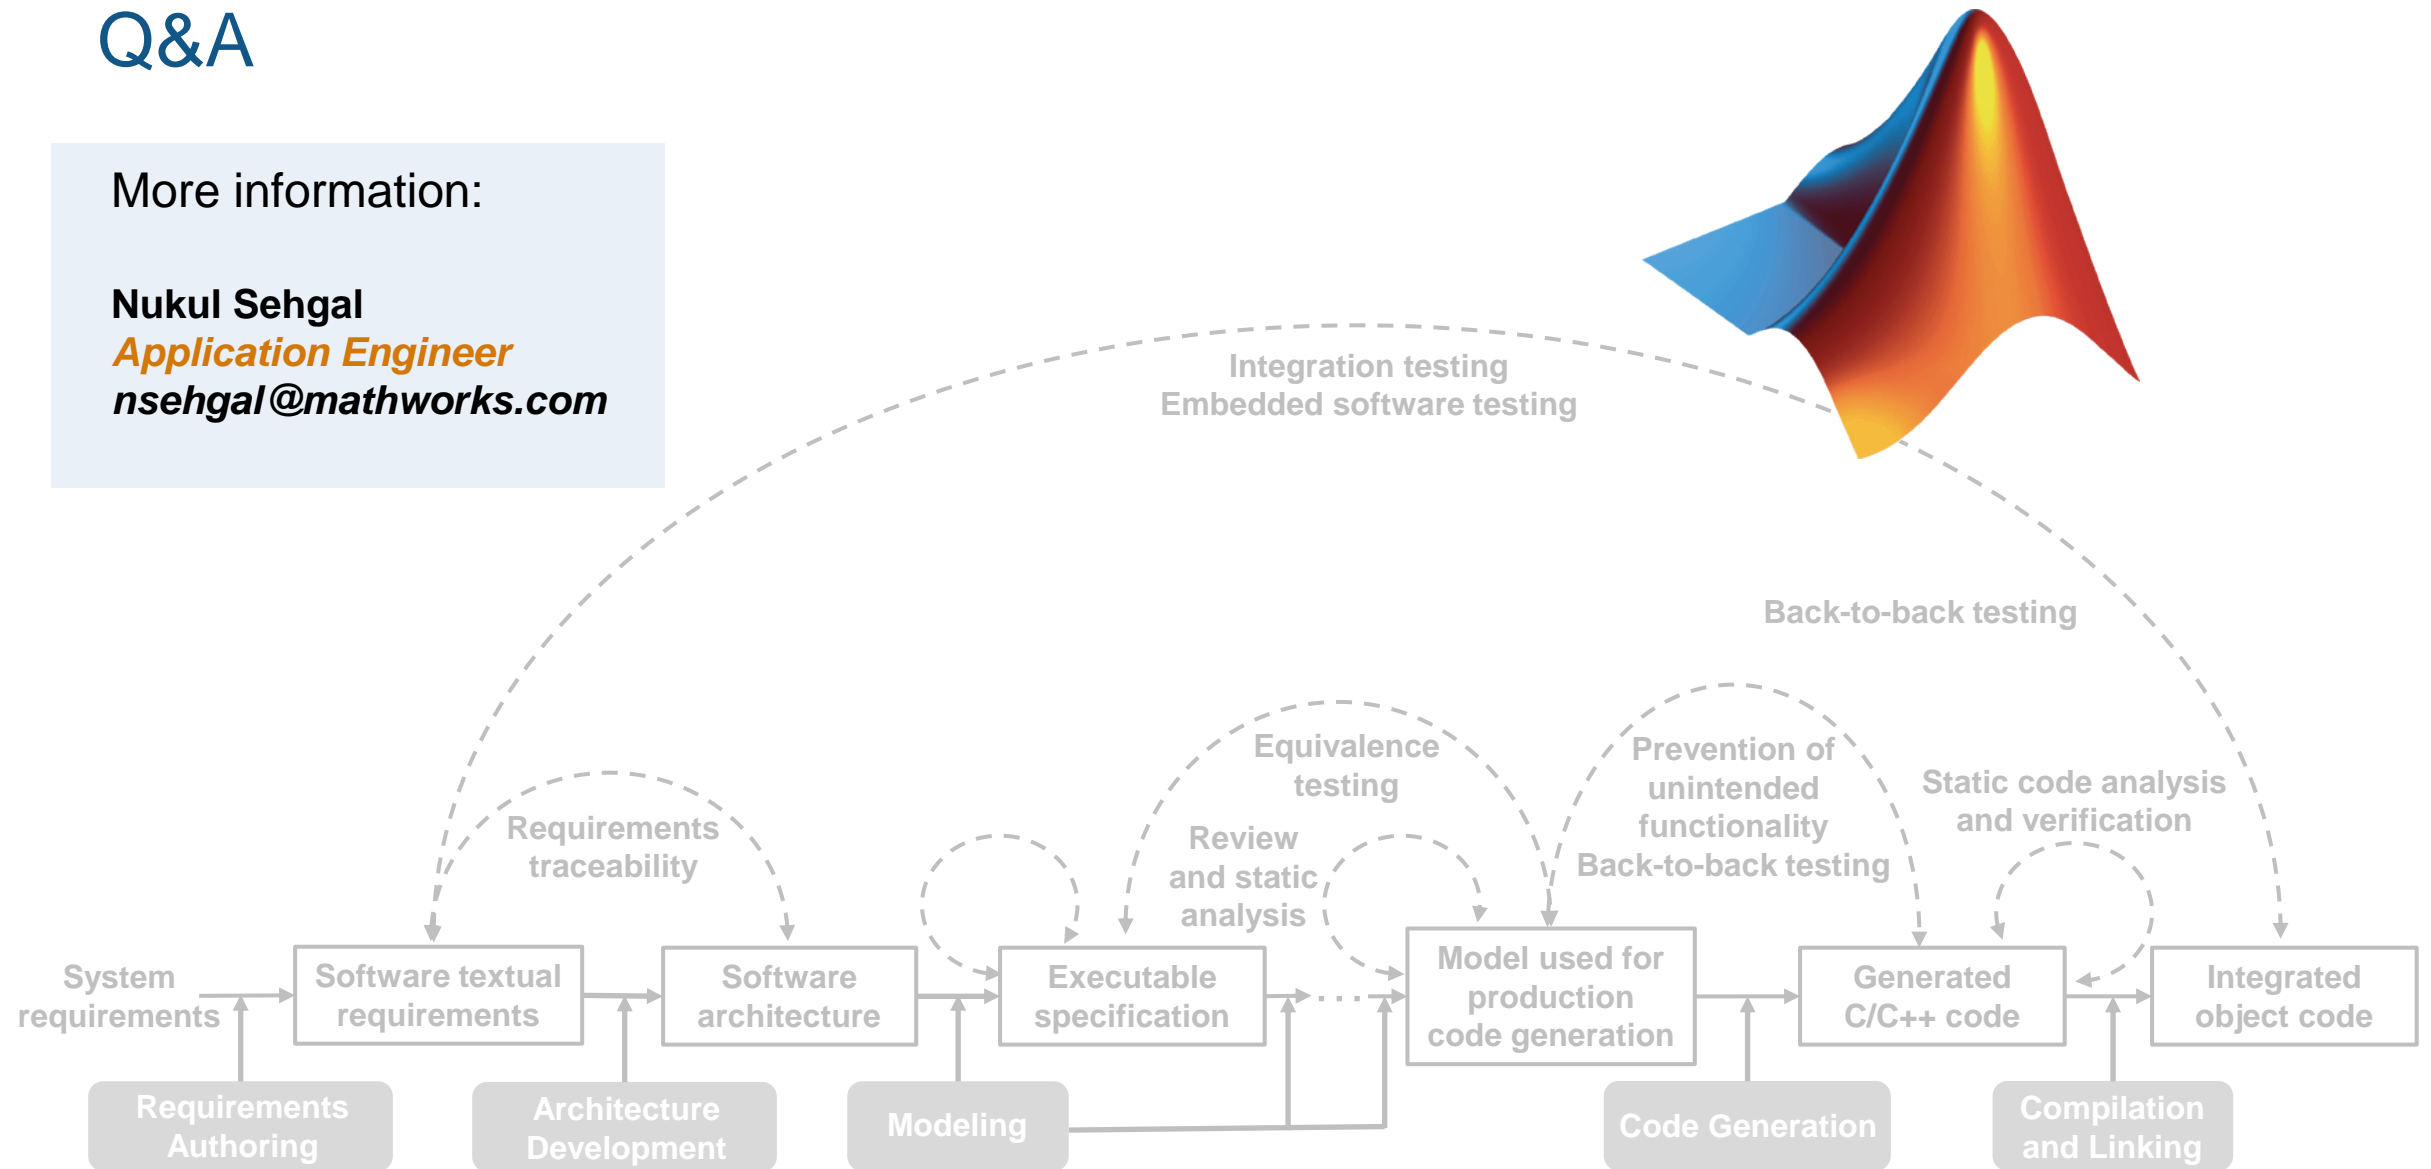 Q&A
More information:
Nukul Sehgal
Application Engineer
nsehgal@mathworks.com
Integration testing
Embedded software testing
Back-to-back testing
Equivalence
testing
Prevention of
unintended
functionality
Back-to-back testing
Static code analysis
and verification
Requirements
traceability
Review
and static
analysis
System
requirements
Software textual
requirements
Software
architecture
Executable
specification
....
Model used for
production
code generation
Generated
C/C++ code
Integrated
object code
Requirements
Authoring
Architecture
Development
Modeling
Code Generation
Compilation
and Linking